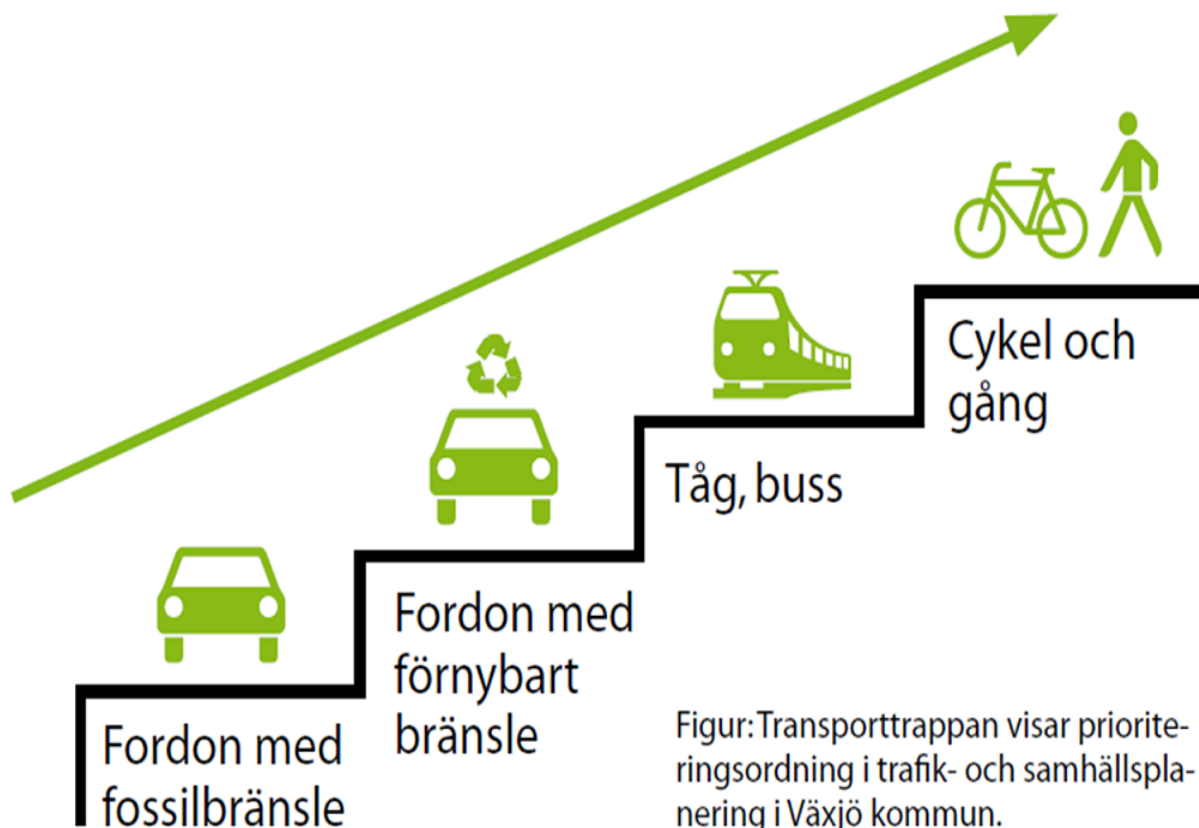 Cykel och
gång
Tåg, buss
Fordon med
förnybart
bränsle
Fordon med
fossilbränsle
Figur: Transporttrappan visar priorite-
ringsordning i trafik- och samhällspla-
nering i Växjö kommun.